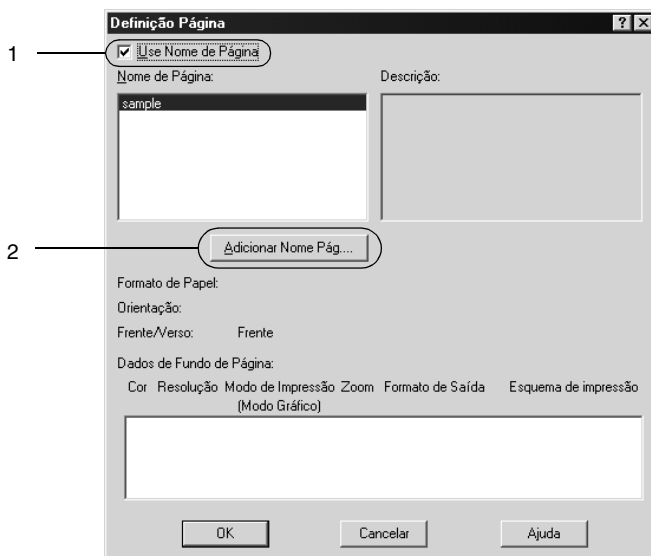 Definição Página
1
Use Nome de Página
Nome de Página: Descrição:
sample
2
Adicionar Nome Pág....
Formato de Papel:
Orientação:
Frente/Verso: Frente
Dados de Fundo de Página:
Cor Resolução Modo de Impressão Zoom Formato de Saída Esquema de impressão
(Modo Gráfico)
OK Cancelar Ajuda